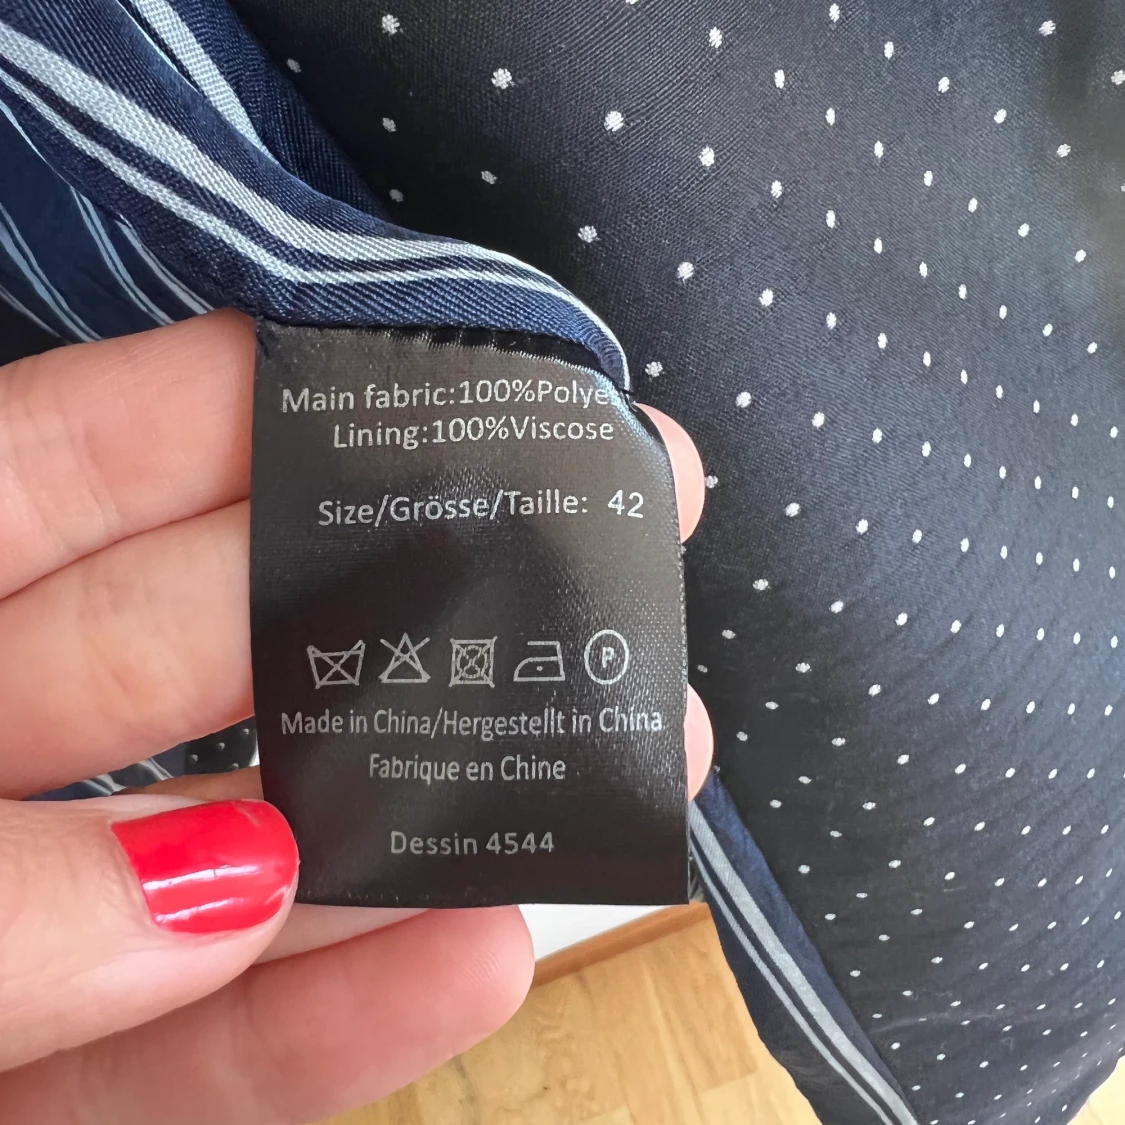 Main fabric:100%Polye
Lining:100%Viscose
Size/Grösse/Taille: 42
P
Made in China/Hergestellt in China
Fabrique en Chine
Dessin 4544